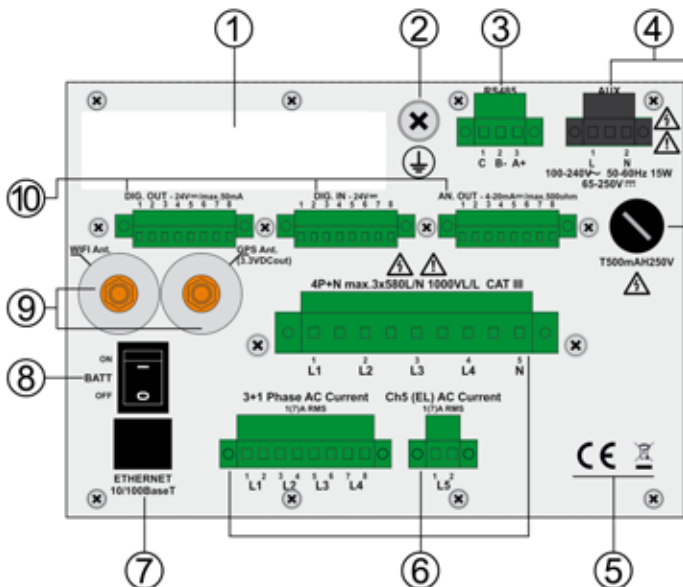 ① ② ③ ④
RS485 AUX
1 2 3 1 2
C B- A+ L N
100-240V～ 50-60Hz 15W
65-250V⎓
⑩
DIG. OUT - 24V⎓/max.50mA DIG. IN - 24V⎓ AN. OUT - 4-20mA⎓/max.500ohm
1 2 3 4 5 6 7 8 1 2 3 4 5 6 7 8 1 2 3 4 5 6 7 8
WIFI Ant. GPS Ant.
(3.3VDCout)
T500mAH250V
4P+N max.3x580L/N 1000VL/L CAT III
⑨
1 2 3 4 5
L1 L2 L3 L4 N
ON
⑧ BATT
OFF
3+1 Phase AC Current Ch5 (EL) AC Current
1(7)A RMS 1(7)A RMS
1 2 3 4 5 6 7 8 1 2
L1 L2 L3 L4 L5
CE
ETHERNET
10/100BaseT
⑦ ⑥ ⑤